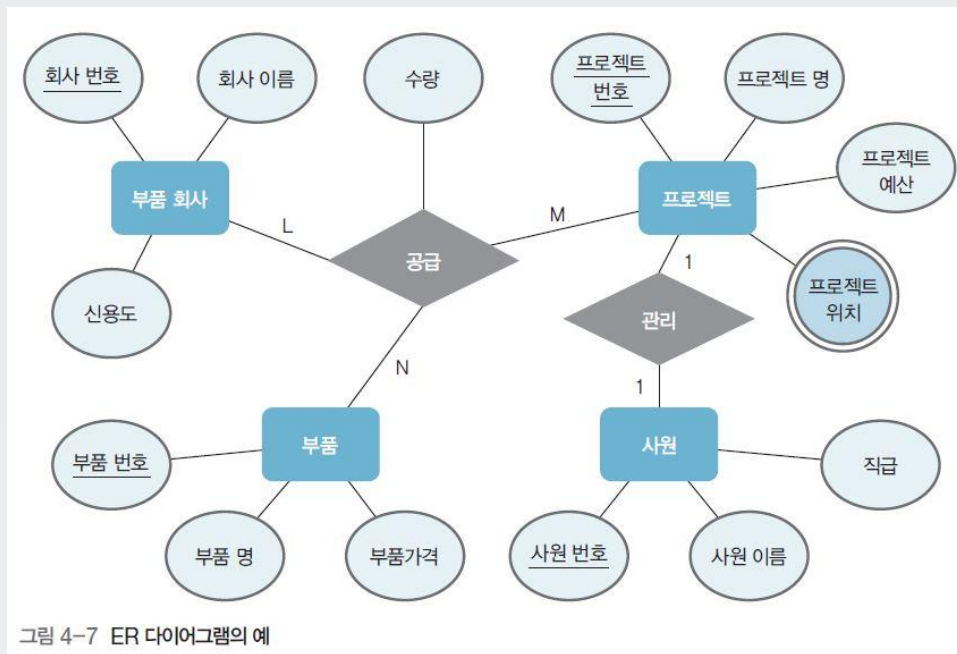 회사 번호
회사 이름
수량
프로젝트
번호
프로젝트 명
프로젝트
예산
부품 회사
프로젝트
L
M
공급
1
프로젝트
위치
신용도
관리
N
1
부품
사원
부품 번호
직급
부품 명
부품가격
사원 번호
사원 이름
그림 4-7 ER 다이어그램의 예